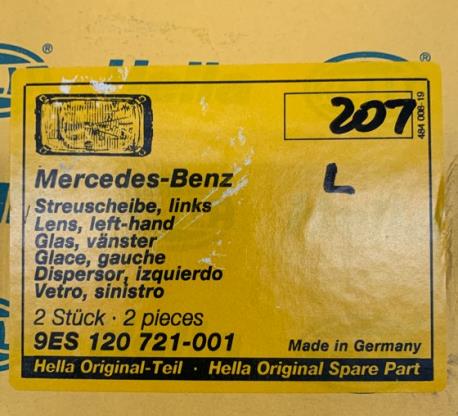 Hella
207
484 008-19
L
Mercedes-Benz
Streuscheibe, links
Lens, left-hand
Glas, vänster
Glace, gauche
Dispersor, izquierdo
Vetro, sinistro
2 Stück · 2 pieces
9ES 120 721-001
Made in Germany
Hella Original-Teil · Hella Original Spare Part